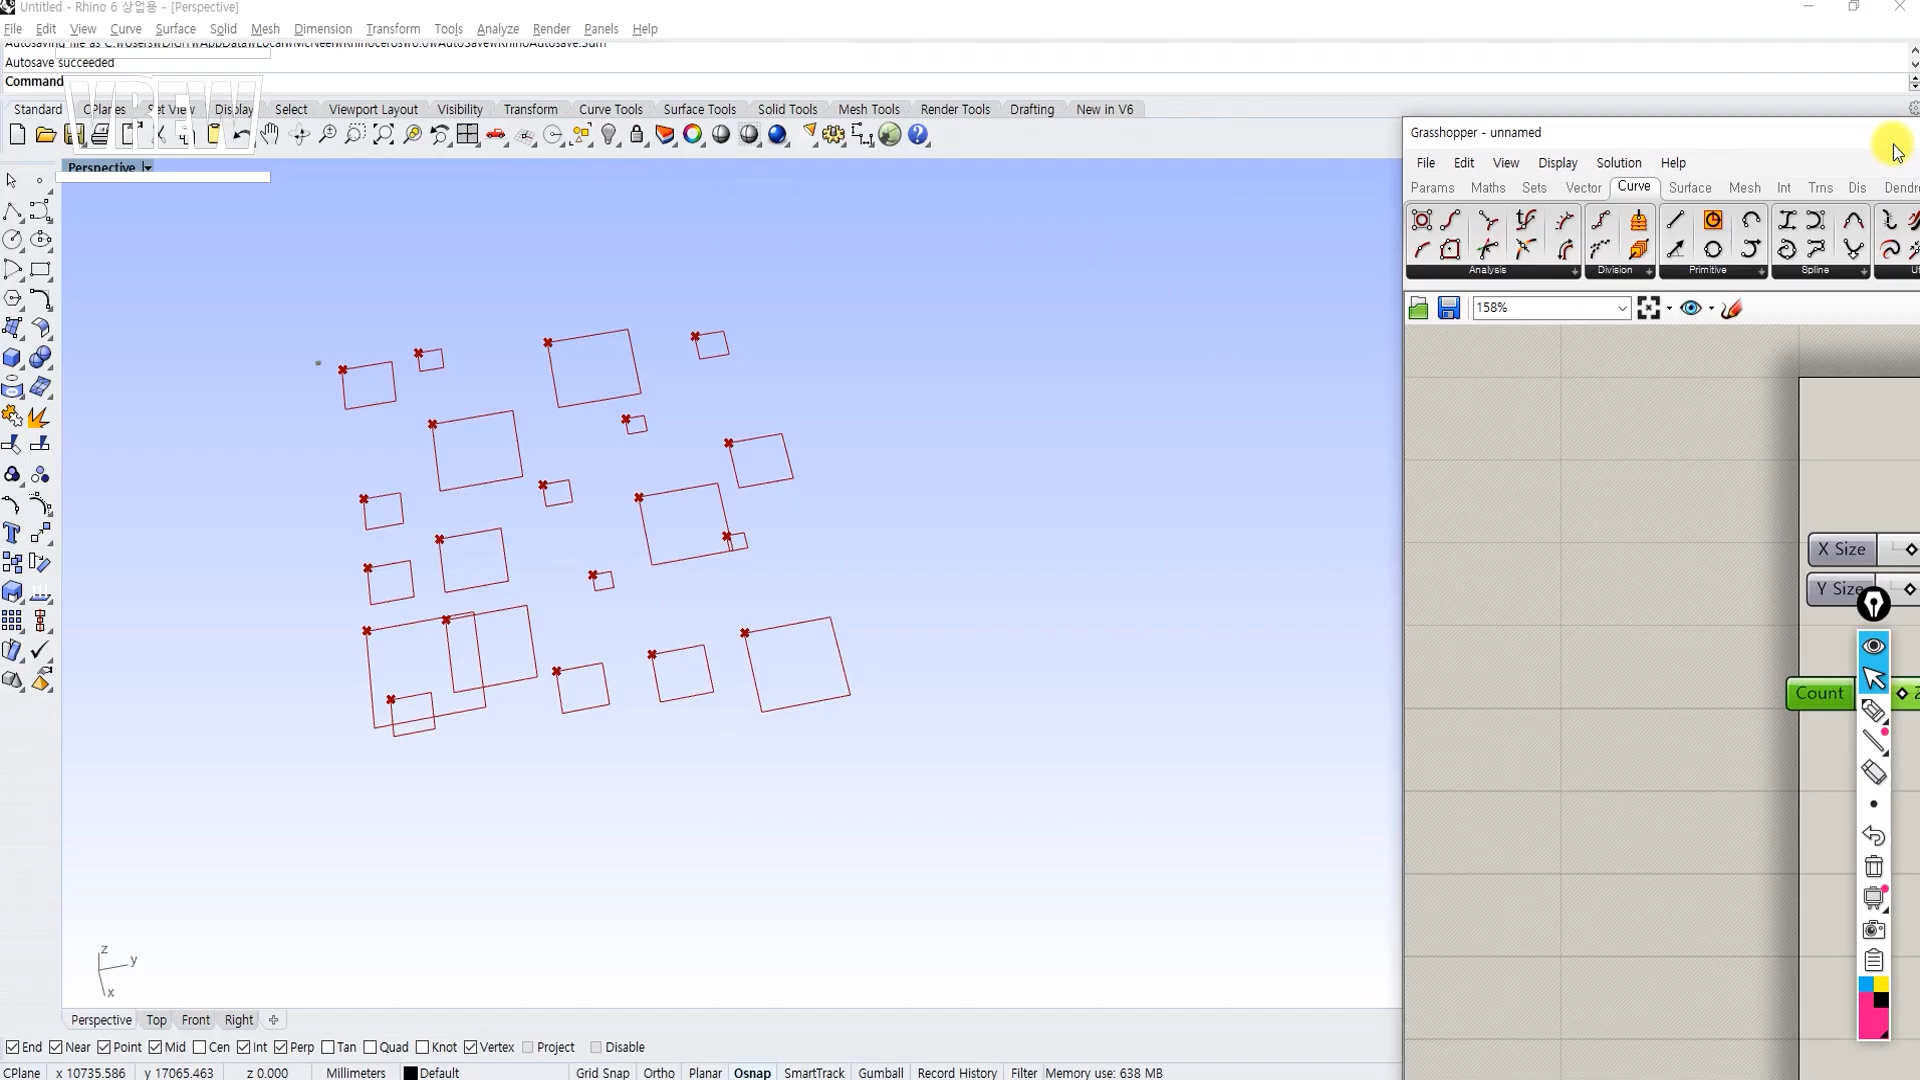 Untitled - Rhino 6 상업용 - [Perspective]
File Edit View Curve Surface Solid Mesh Dimension Transform Tools Analyze Render Panels Help
Autosave succeeded
Command
VREW
Standard CPlanes Set View Display Select Viewport Layout Visibility Transform Curve Tools Surface Tools Solid Tools Mesh Tools Render Tools Drafting New in V6
Perspective
Grasshopper - unnamed
File Edit View Display Solution Help
Params Maths Sets Vector Curve Surface Mesh Int Trns Dis Dendro
Analysis Division Primitive Spline
158%
X Size
Y Size
Count
z
y
x
Perspective Top Front Right
End Near Point Mid Cen Int Perp Tan Quad Knot Vertex Project Disable
CPlane x 10735.586 y 17065.463 z 0.000 Millimeters Default Grid Snap Ortho Planar Osnap SmartTrack Gumball Record History Filter Memory use: 638 MB